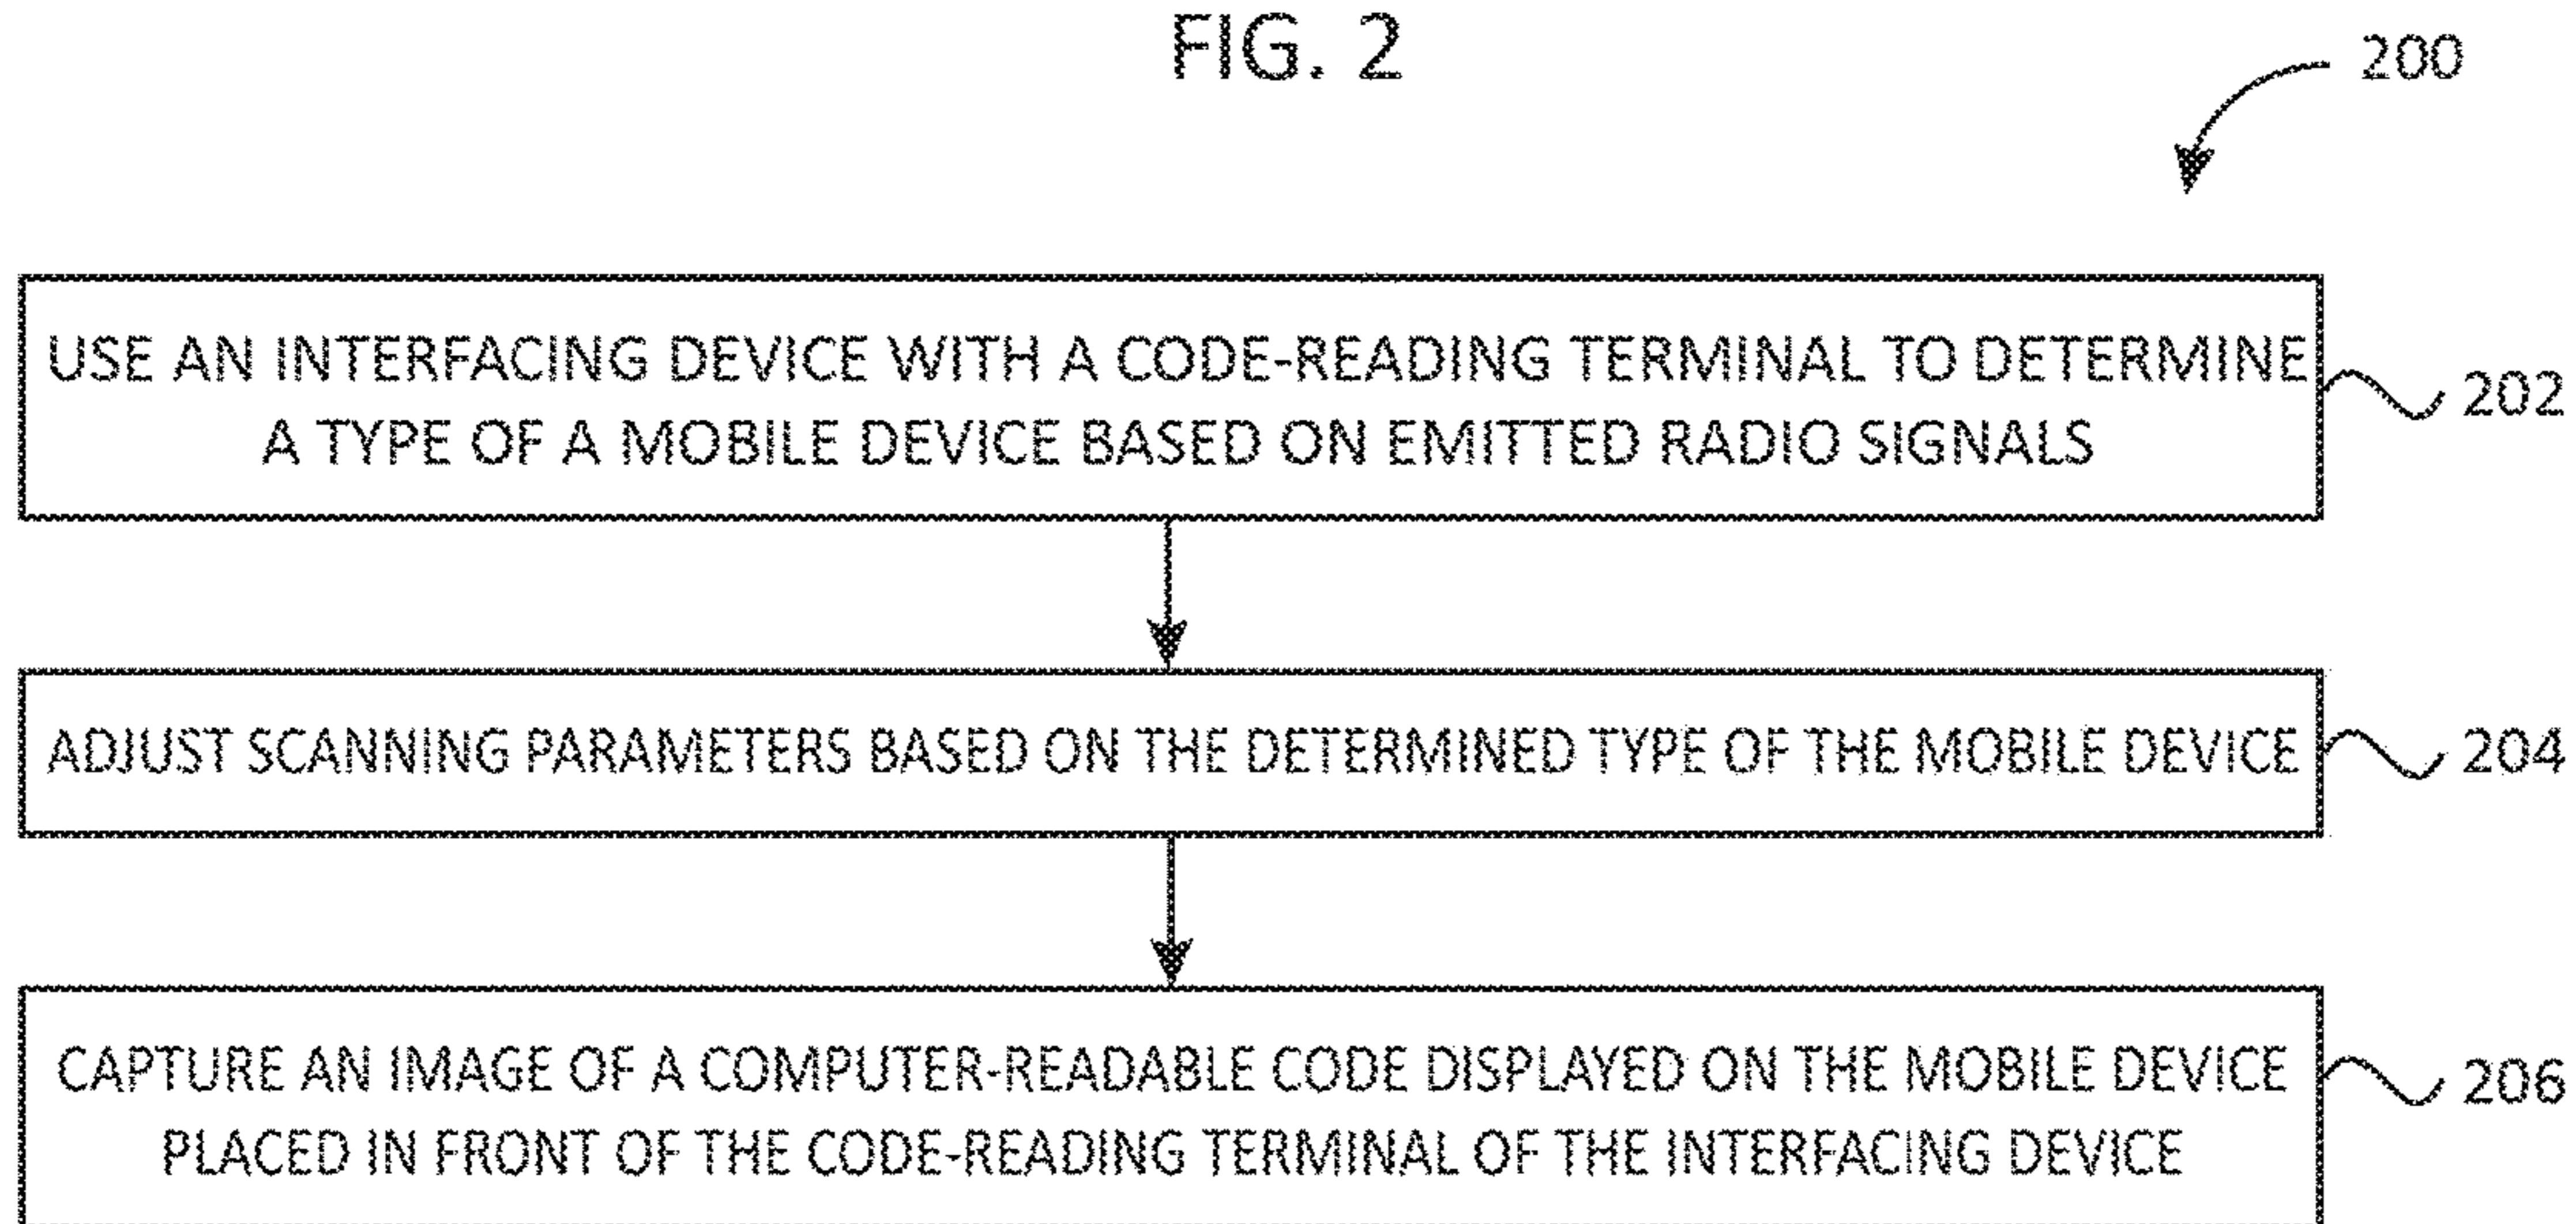 FIG. 2
200
USE AN INTERFACING DEVICE WITH A CODE-READING TERMINAL TO DETERMINE
A TYPE OF A MOBILE DEVICE BASED ON EMITTED RADIO SIGNALS
202
ADJUST SCANNING PARAMETERS BASED ON THE DETERMINED TYPE OF THE MOBILE DEVICE
204
CAPTURE AN IMAGE OF A COMPUTER-READABLE CODE DISPLAYED ON THE MOBILE DEVICE
PLACED IN FRONT OF THE CODE-READING TERMINAL OF THE INTERFACING DEVICE
206